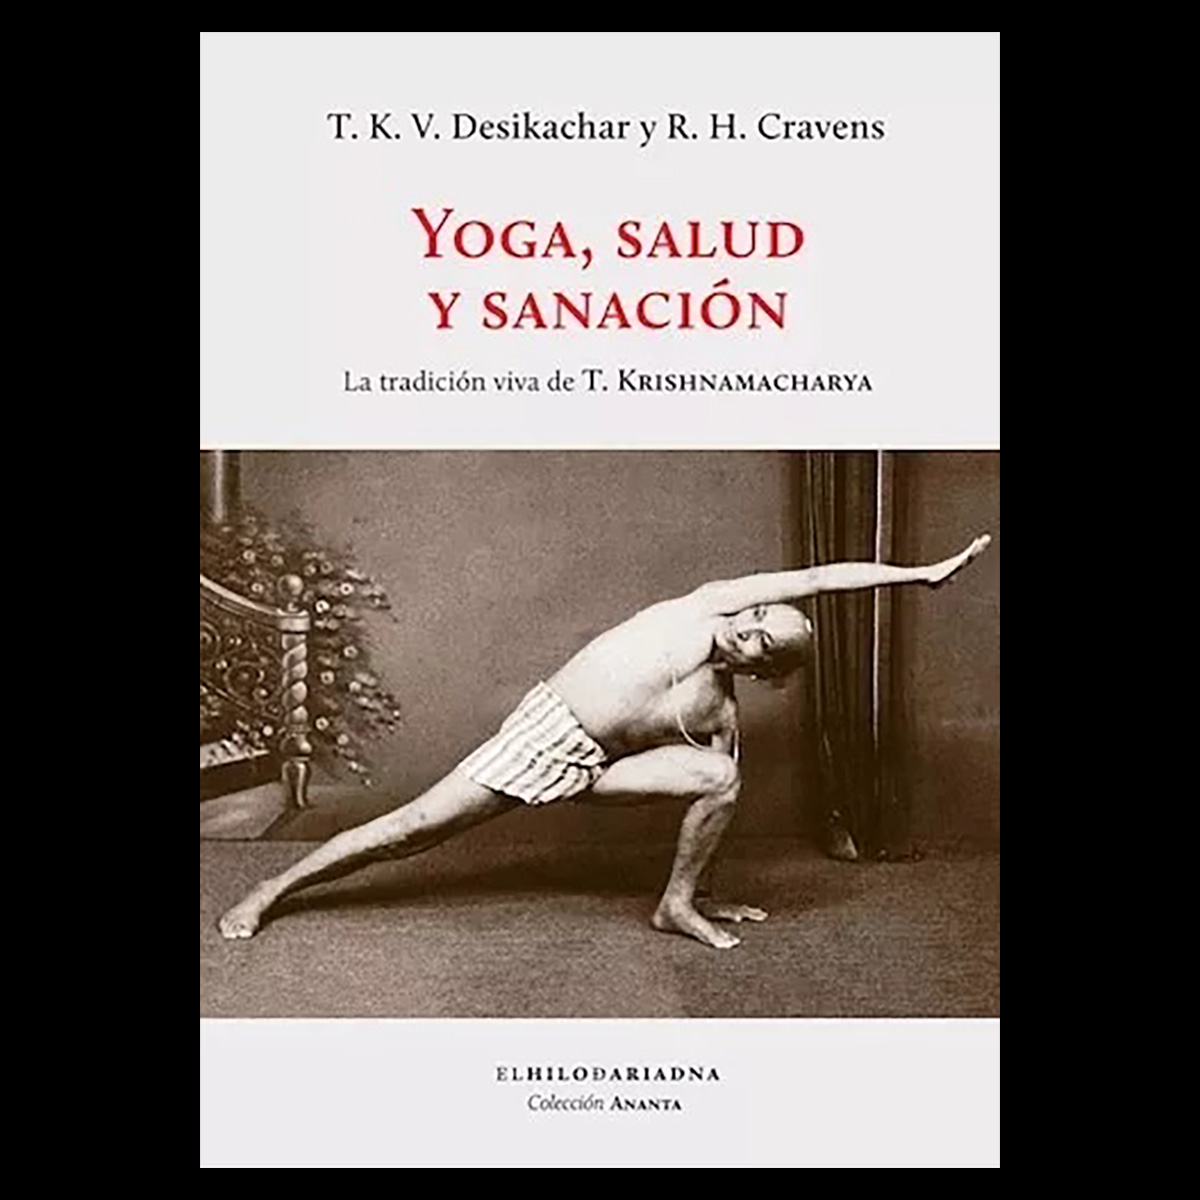 T. K. V. Desikachar y R. H. Cravens
YOGA, SALUD
Y SANACIÓN
La tradición viva de T. KRISHNAMACHARYA
ELHILODARIADNA
Colección ANANTA